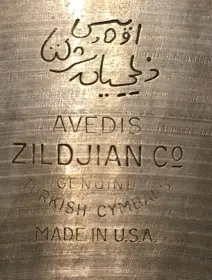 AVEDIS
ZILDJIAN Co
GENUINE
TURKISH CYMBALS
MADE IN U.S.A.